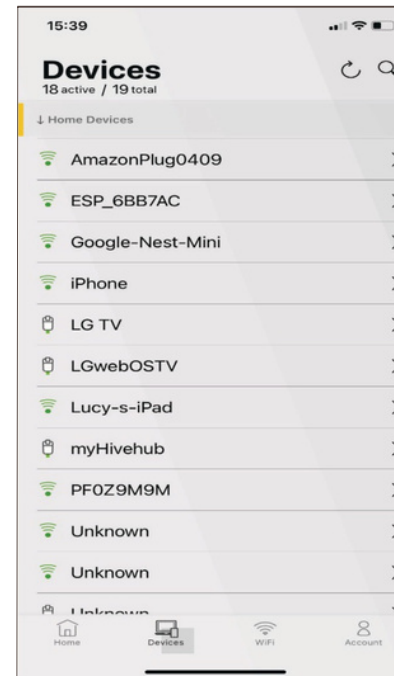 15:39
Devices
18 active / 19 total
↓ Home Devices
AmazonPlug0409
ESP_6BB7AC
Google-Nest-Mini
iPhone
LG TV
LGwebOSTV
Lucy-s-iPad
myHivehub
PF0Z9M9M
Unknown
Unknown
Unknown
Home Devices WiFi Account